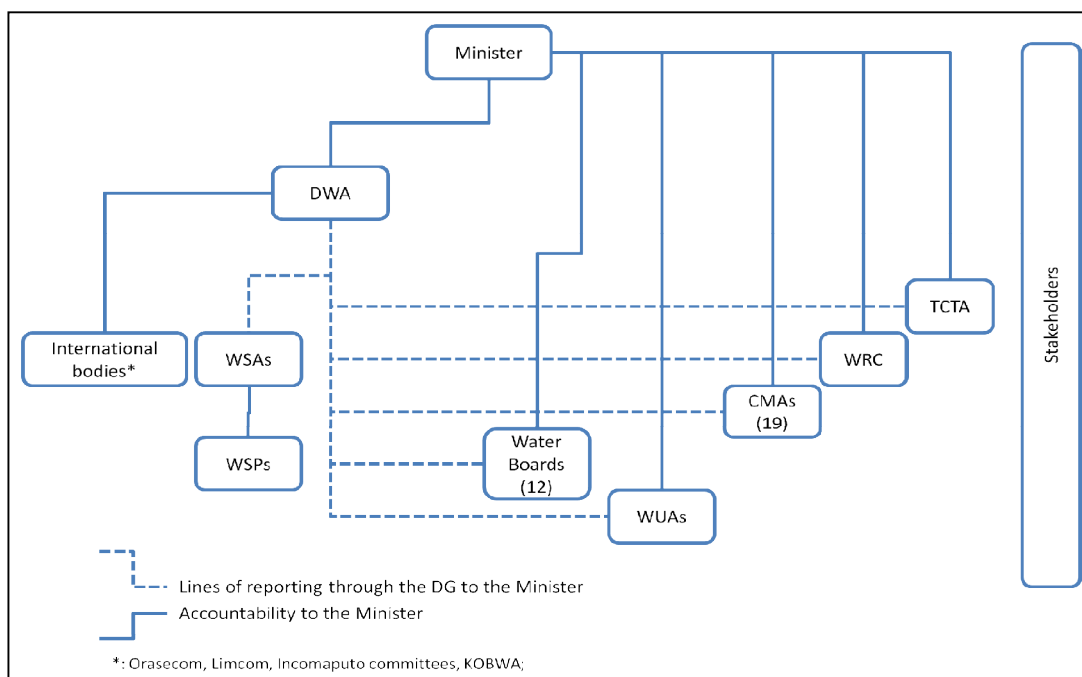 Minister
DWA
TCTA
International
bodies*
WSAs
WRC
CMAs
(19)
WSPs
Water
Boards
(12)
WUAs
Stakeholders
Lines of reporting through the DG to the Minister
Accountability to the Minister
*: Orasecom, Limcom, Incomaputo committees, KOBWA;